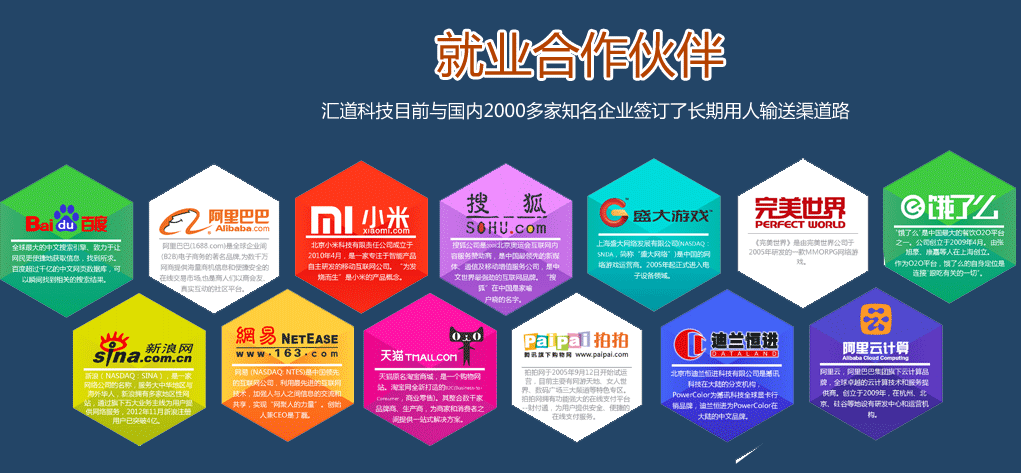 就业合作伙伴
汇道科技目前与国内2000多家知名企业签订了长期用人输送渠道路
Bai du 百度
全球最大的中文搜索引擎、致力于让
网民更便捷地获取信息，找到所求。
百度超过千亿的中文网页数据库，可
以瞬间找到相关的搜索结果。
阿里巴巴
Alibaba.com
阿里巴巴(1688.com)是全球企业间
(B2B)电子商务的著名品牌,为数千万
网商提供海量商机信息和便捷安全的
在线交易市场,也是商人们以商会友、
真实互动的社区平台。
小米
xiaomi.com
北京小米科技有限责任公司成立于
2010年4月，是一家专注于智能产品
自主研发的移动互联网公司。“为发
烧而生”是小米的产品概念。
搜 狐
SOHU.com
容服务赞助商，是中国最领先的新媒
体、通信及移动增值服务公司，是中
文世界最强劲的互联网品牌。“搜
狐”在中国是家喻
户晓的名字。
盛大游戏
上海盛大网络发展有限公司(NASDAQ：
SNDA，简称“盛大网络”)是中国的网
络游戏运营商。2005年起正式进入电
子设备领域。
完美世界
PERFECT WORLD
《完美世界》是由完美世界公司于
2005年研发的一款MMORPG网络游
戏。
饿了么
“饿了么”是中国最大的餐饮O2O平台
之一。公司创立于2009年4月，由张
旭豪、康嘉等人在上海创立。
作为O2O平台，饿了么的自身定位是
连接“跟吃有关的一切”。
sina 新浪网
.com.cn
新浪（NASDAQ：SINA），是一家
网络公司的名称，服务大中华地区与
海外华人，新浪拥有多家地区性网
站，通过旗下五大业务主线为用户提
供网络服务，2012年11月新浪注册
用户已突破4亿。
網易 NETEASE
www.163.com
网易 (NASDAQ: NTES)是中国领先
的互联网公司，利用最先进的互联网
技术，加强人与人之间信息的交流和
共享，实现“网聚人的力量”。创始
人兼CEO是丁磊。
天猫 TMALL.COM
天猫原名淘宝商城，是一个购物网
站。淘宝网全新打造的B2C(Business-to-
Consumer，商业零售)。其整合数千家
品牌商、生产商，为商家和消费者之
间提供一站式解决方案。
PaiPai 拍拍
腾讯旗下购物网 www.paipai.com
拍拍网于2005年9月12日开始试运
营，目前主要有网游天地、女人世
界、数码广场三大频道等特色专区。
拍拍网拥有功能强大的在线支付平台
—财付通，为用户提供安全、便捷的
在线支付服务。
迪兰恒进
DATALAND
北京市迪兰恒进科技有限公司是憾讯
科技在大陆的分支机构，
PowerColor为憾讯科技全球显卡行
销品牌，迪兰恒进为PowerColor在
大陆的中文品牌。
阿里云计算
Alibaba Cloud Computing
阿里云，阿里巴巴集团旗下云计算品
牌，全球卓越的云计算技术和服务提
供商。创立于2009年，在杭州、北
京、硅谷等地设有研发中心和运营机
构。